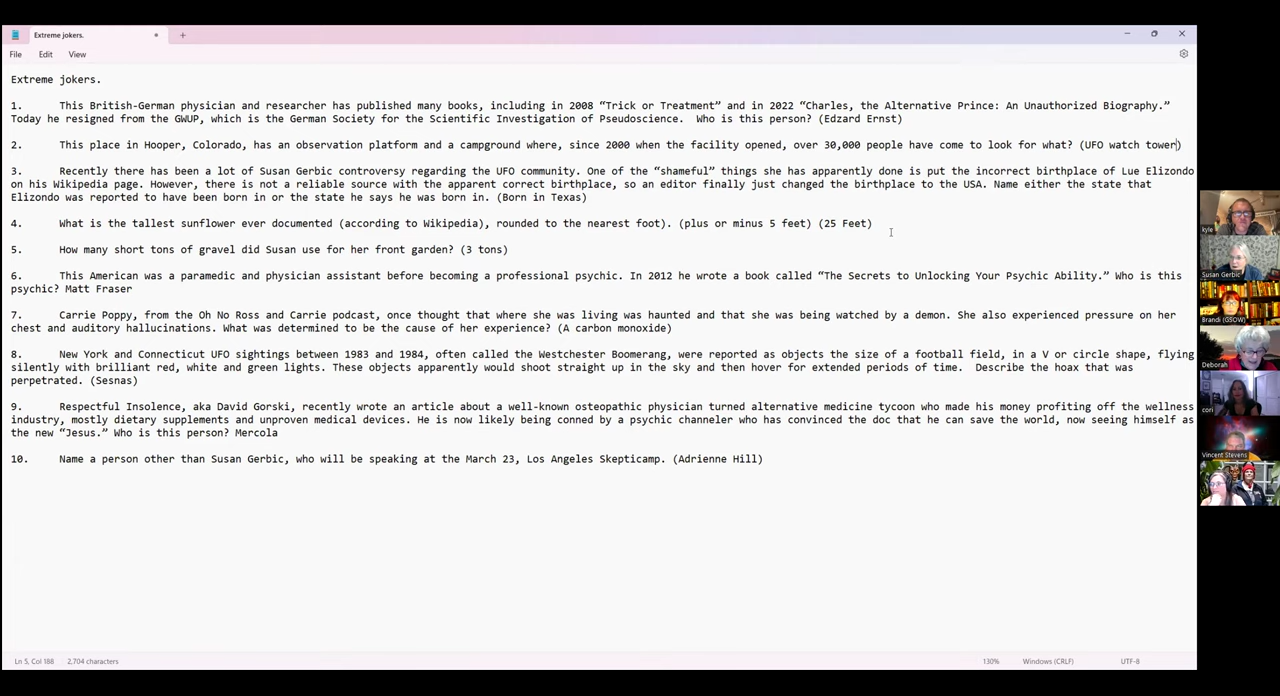 Extreme jokers.
File Edit View
Extreme jokers.
1. This British-German physician and researcher has published many books, including in 2008 “Trick or Treatment” and in 2022 “Charles, the Alternative Prince: An Unauthorized Biography.”
Today he resigned from the GWUP, which is the German Society for the Scientific Investigation of Pseudoscience. Who is this person? (Edzard Ernst)
2. This place in Hooper, Colorado, has an observation platform and a campground where, since 2000 when the facility opened, over 30,000 people have come to look for what? (UFO watch tower)
3. Recently there has been a lot of Susan Gerbic controversy regarding the UFO community. One of the “shameful” things she has apparently done is put the incorrect birthplace of Lue Elizondo
on his Wikipedia page. However, there is not a reliable source with the apparent correct birthplace, so an editor finally just changed the birthplace to the USA. Name either the state that
Elizondo was reported to have been born in or the state he says he was born in. (Born in Texas)
4. What is the tallest sunflower ever documented (according to Wikipedia), rounded to the nearest foot). (plus or minus 5 feet) (25 Feet)
5. How many short tons of gravel did Susan use for her front garden? (3 tons)
6. This American was a paramedic and physician assistant before becoming a professional psychic. In 2012 he wrote a book called “The Secrets to Unlocking Your Psychic Ability.” Who is this
psychic? Matt Fraser
7. Carrie Poppy, from the Oh No Ross and Carrie podcast, once thought that where she was living was haunted and that she was being watched by a demon. She also experienced pressure on her
chest and auditory hallucinations. What was determined to be the cause of her experience? (A carbon monoxide)
8. New York and Connecticut UFO sightings between 1983 and 1984, often called the Westchester Boomerang, were reported as objects the size of a football field, in a V or circle shape, flying
silently with brilliant red, white and green lights. These objects apparently would shoot straight up in the sky and then hover for extended periods of time. Describe the hoax that was
perpetrated. (Sesnas)
9. Respectful Insolence, aka David Gorski, recently wrote an article about a well-known osteopathic physician turned alternative medicine tycoon who made his money profiting off the wellness
industry, mostly dietary supplements and unproven medical devices. He is now likely being conned by a psychic channeler who has convinced the doc that he can save the world, now seeing himself as
the new “Jesus.” Who is this person? Mercola
10. Name a person other than Susan Gerbic, who will be speaking at the March 23, Los Angeles Skepticamp. (Adrienne Hill)
Ln 5, Col 188 2,704 characters 130% Windows (CRLF) UTF-8
kyle
Susan Gerbic
Brandi (GSOW)
Deborah
cori
Vincent Stevens